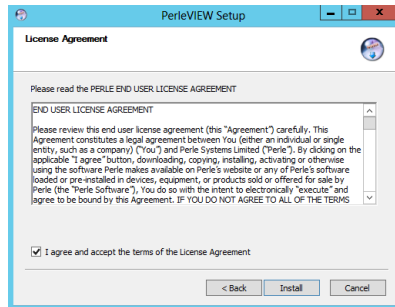 PerleVIEW Setup
License Agreement
Please read the PERLE END USER LICENSE AGREEMENT
END USER LICENSE AGREEMENT
Please review this end user license agreement (this "Agreement") carefully. This
Agreement constitutes a legal agreement between You (either an individual or single
entity, such as a company) ("You") and Perle Systems Limited ("Perle"). By clicking on the
applicable "I agree" button, downloading, copying, installing, activating or otherwise
using the software Perle makes available on Perle's website or any of Perle's software
loaded or pre-installed in devices, equipment, or products sold or offered for sale by
Perle (the "Perle Software"), You do so with the intent to electronically "execute" and
agree to be bound by this Agreement. IF YOU DO NOT AGREE TO ALL OF THE TERMS
I agree and accept the terms of the License Agreement
< Back Install Cancel